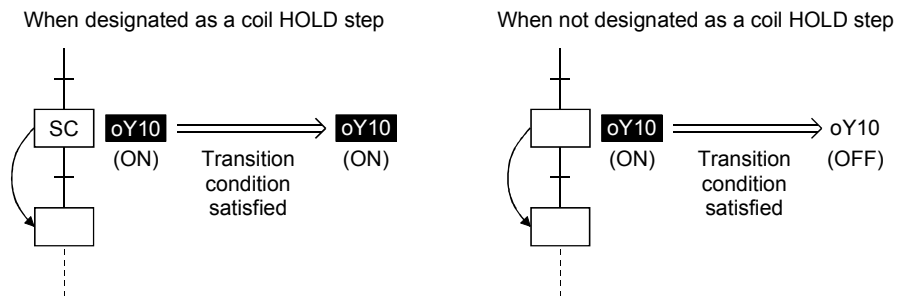 When designated as a coil HOLD step
SC
oY10
(ON)
Transition
condition
satisfied
oY10
(ON)
When not designated as a coil HOLD step
oY10
(ON)
Transition
condition
satisfied
oY10
(OFF)